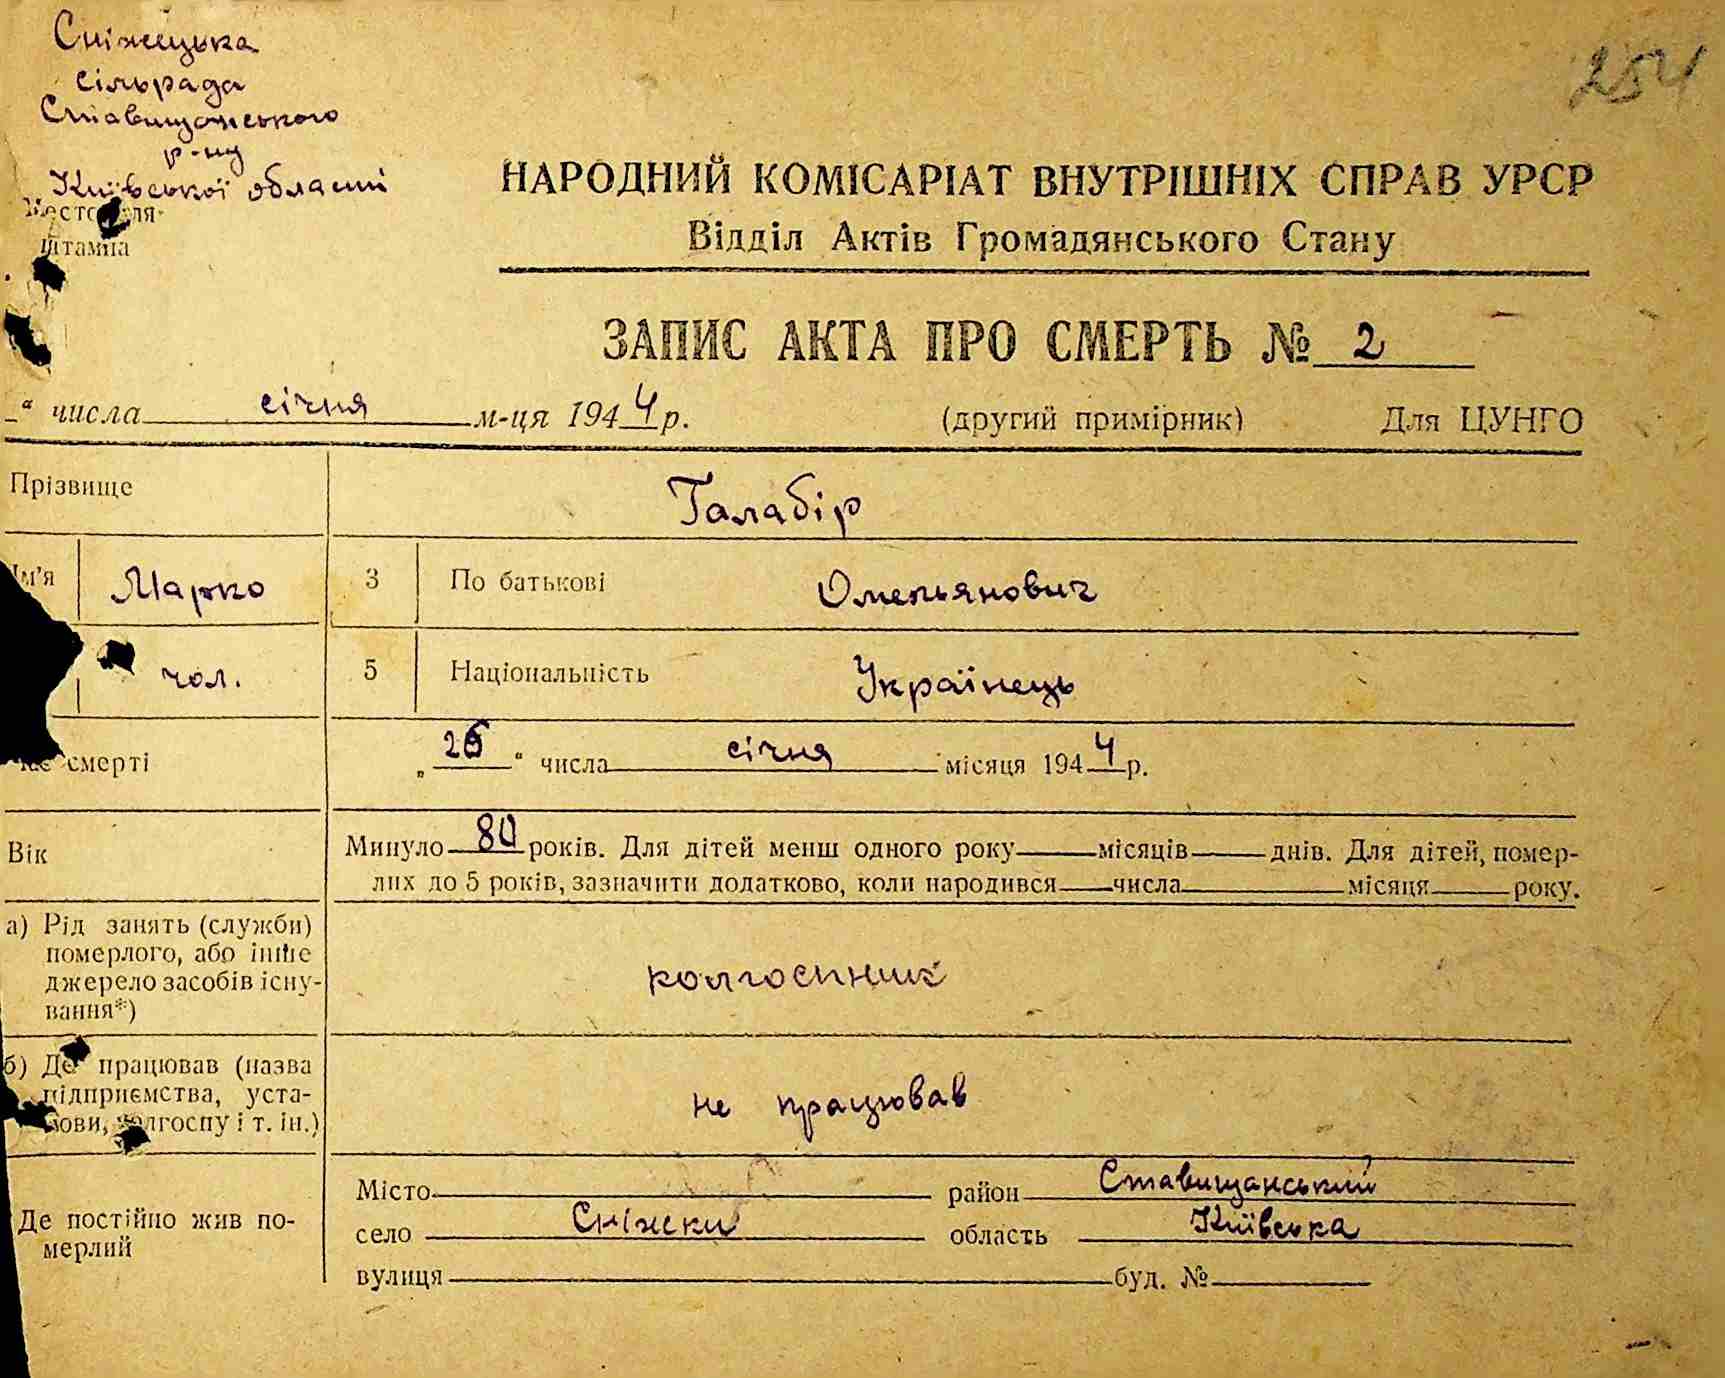 Сніжецька
сільрада
Ставищанського
р-ну
Київської області
Место для
штампа
254
НАРОДНИЙ КОМІСАРІАТ ВНУТРІШНІХ СПРАВ УРСР
Відділ Актів Громадянського Стану
ЗАПИС АКТА ПРО СМЕРТЬ № 2
" числа січня м-ця 1944 р. (другий примірник) Для ЦУНГО
Прізвище Галабір
Ім'я Марко 3 По батькові Омельянович
чол. 5 Національність Українець
смерті „ " числа січня місяця 1944 р.
Вік Минуло 80 років. Для дітей менш одного року місяців днів. Для дітей, помер-
лих до 5 років, зазначити додатково, коли народився числа місяця року.
а) Рід занять (служби)
померлого, або інше
джерело засобів існу-
вання*)
колгоспник
б) Де працював (назва
підприємства, уста-
нови, колгоспу і т. ін.)
не працював
Де постійно жив по-
мерлий
Місто район Ставищанський
село Сніжки область Київська
вулиця буд. №